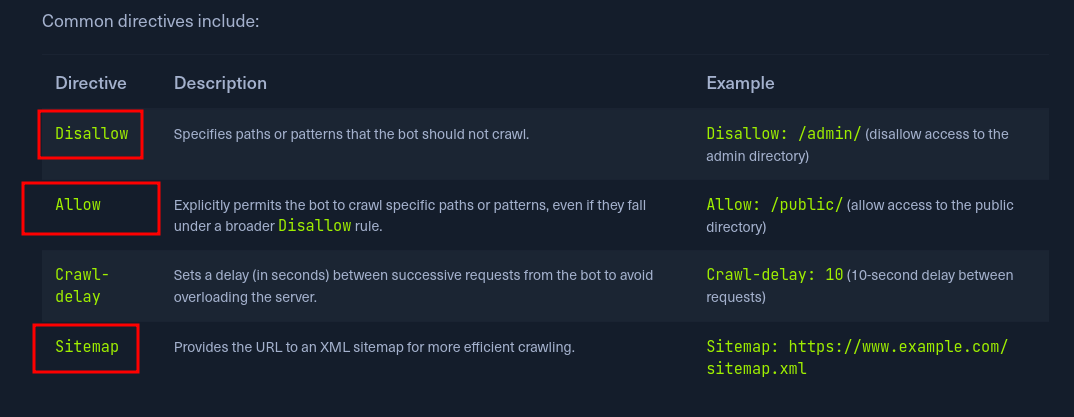 Common directives include:
Directive Description Example
Disallow Specifies paths or patterns that the bot should not crawl. Disallow: /admin/ (disallow access to the
admin directory)
Allow Explicitly permits the bot to crawl specific paths or patterns, even if they fall Allow: /public/ (allow access to the public
under a broader Disallow rule. directory)
Crawl- Sets a delay (in seconds) between successive requests from the bot to avoid Crawl-delay: 10 (10-second delay between
delay overloading the server. requests)
Sitemap Provides the URL to an XML sitemap for more efficient crawling. Sitemap: https://www.example.com/
sitemap.xml